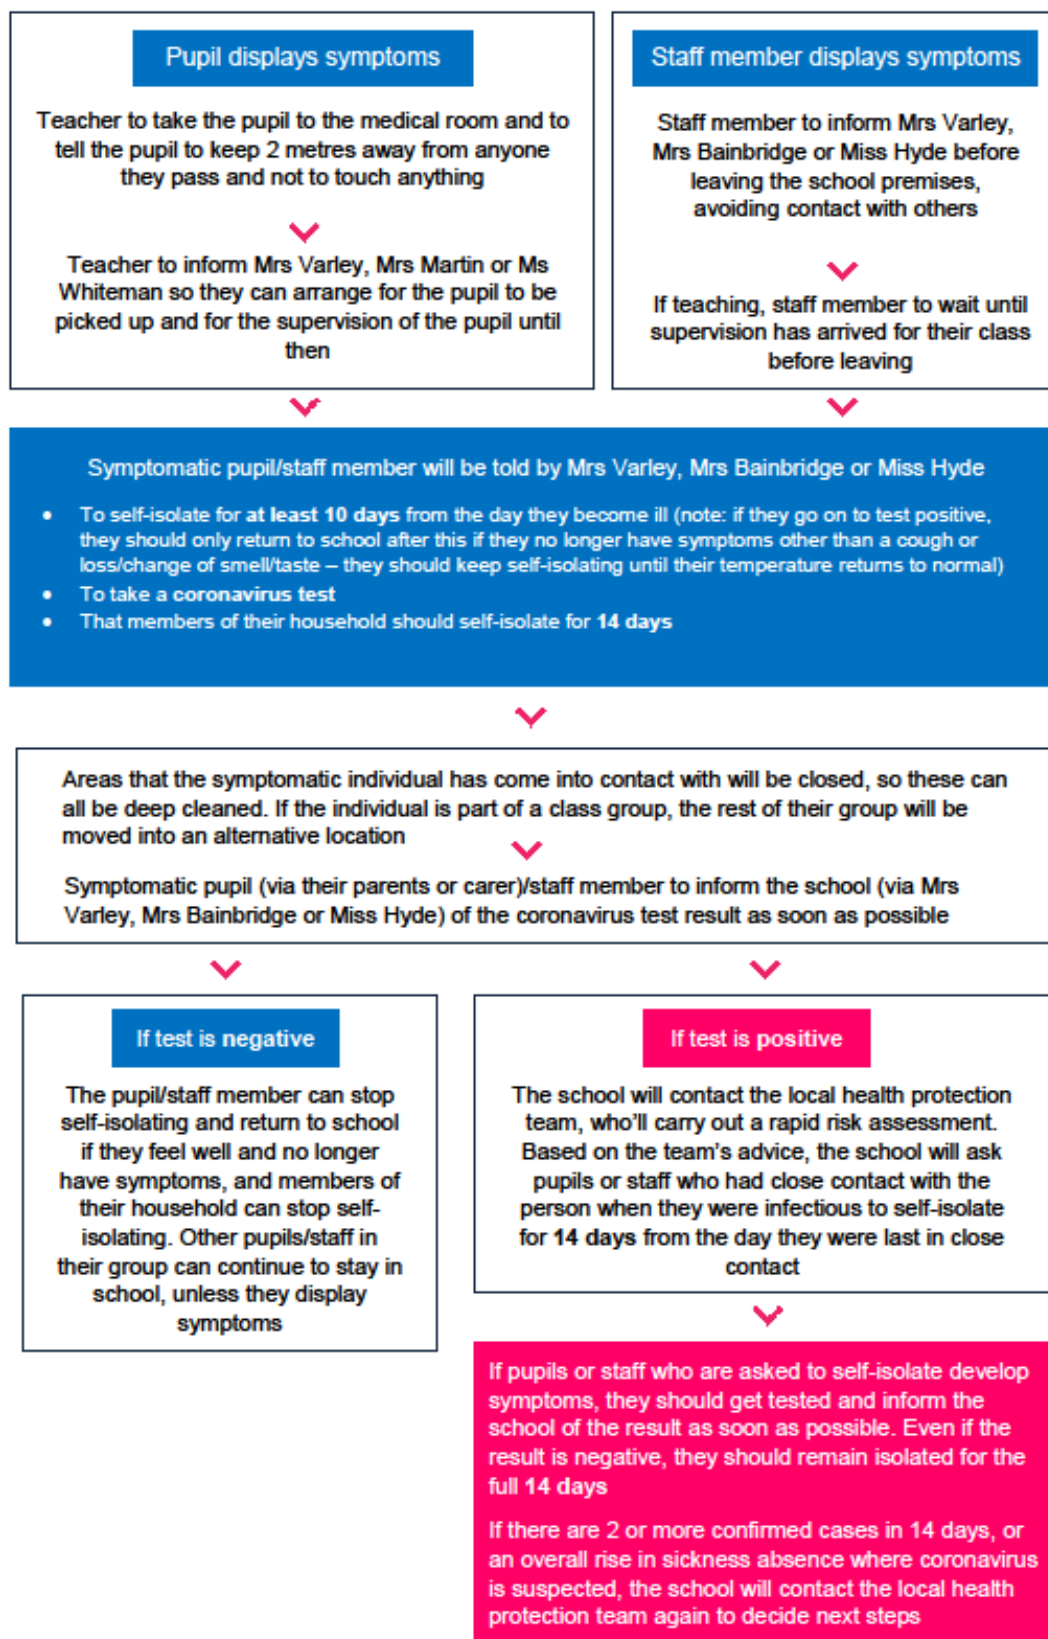 Pupil displays symptoms
Teacher to take the pupil to the medical room and to
tell the pupil to keep 2 metres away from anyone
they pass and not to touch anything
Teacher to inform Mrs Varley, Mrs Martin or Ms
Whiteman so they can arrange for the pupil to be
picked up and for the supervision of the pupil until
then
Staff member displays symptoms
Staff member to inform Mrs Varley,
Mrs Bainbridge or Miss Hyde before
leaving the school premises,
avoiding contact with others
If teaching, staff member to wait until
supervision has arrived for their class
before leaving
Symptomatic pupil/staff member will be told by Mrs Varley, Mrs Bainbridge or Miss Hyde
• To self-isolate for at least 10 days from the day they become ill (note: if they go on to test positive,
they should only return to school after this if they no longer have symptoms other than a cough or
loss/change of smell/taste – they should keep self-isolating until their temperature returns to normal)
• To take a coronavirus test
• That members of their household should self-isolate for 14 days
Areas that the symptomatic individual has come into contact with will be closed, so these can
all be deep cleaned. If the individual is part of a class group, the rest of their group will be
moved into an alternative location
Symptomatic pupil (via their parents or carer)/staff member to inform the school (via Mrs
Varley, Mrs Bainbridge or Miss Hyde) of the coronavirus test result as soon as possible
If test is negative
The pupil/staff member can stop
self-isolating and return to school
if they feel well and no longer
have symptoms, and members of
their household can stop self-
isolating. Other pupils/staff in
their group can continue to stay in
school, unless they display
symptoms
If test is positive
The school will contact the local health protection
team, who'll carry out a rapid risk assessment.
Based on the team's advice, the school will ask
pupils or staff who had close contact with the
person when they were infectious to self-isolate
for 14 days from the day they were last in close
contact
If pupils or staff who are asked to self-isolate develop
symptoms, they should get tested and inform the
school of the result as soon as possible. Even if the
result is negative, they should remain isolated for the
full 14 days
If there are 2 or more confirmed cases in 14 days, or
an overall rise in sickness absence where coronavirus
is suspected, the school will contact the local health
protection team again to decide next steps